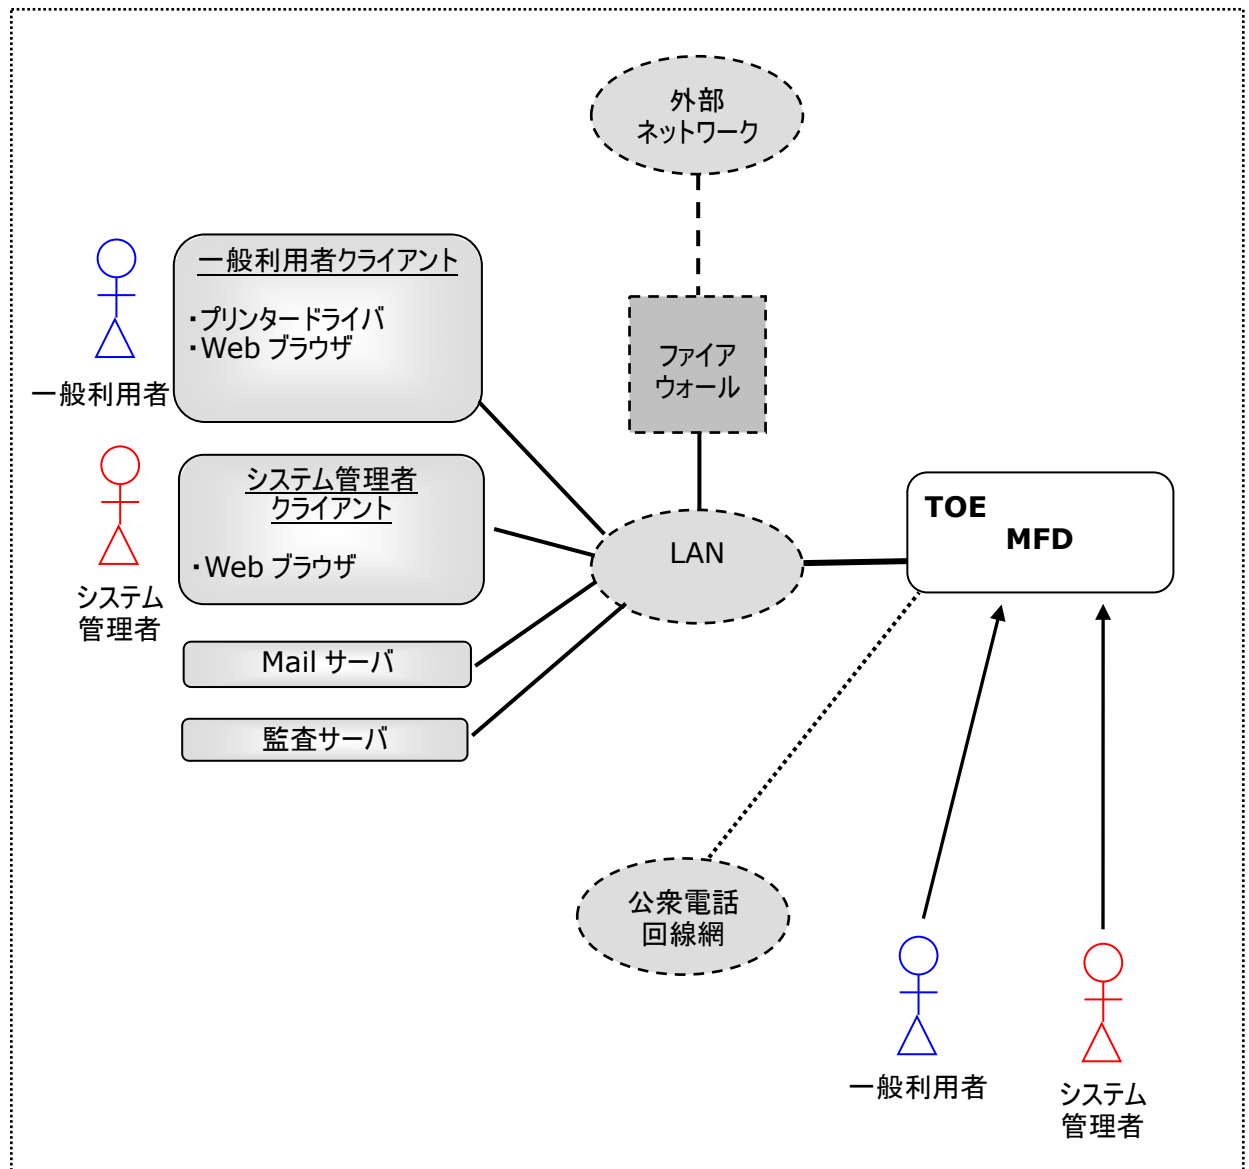 外部
ネットワーク
一般利用者クライアント
・プリンタードライバ
・Web ブラウザ
一般利用者
ファイア
ウォール
システム管理者
クライアント
・Web ブラウザ
システム
管理者
LAN
TOE
MFD
Mail サーバ
監査サーバ
公衆電話
回線網
一般利用者
システム
管理者